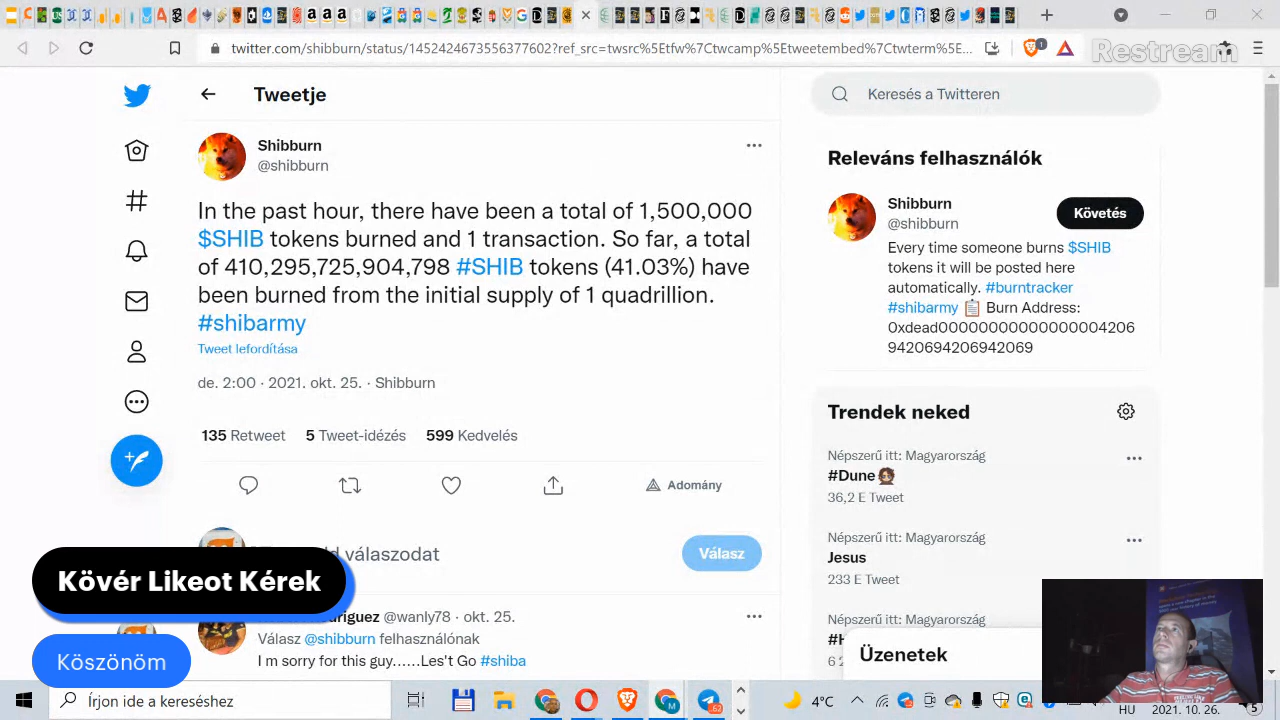 twitter.com/shibburn/status/1452424673556377602?ref_src=twsrc%5Etfw%7Ctwcamp%5Etweetembed%7Ctwterm%5E...
Restream
Tweetje
Keresés a Twitteren
Shibburn
@shibburn
In the past hour, there have been a total of 1,500,000
$SHIB tokens burned and 1 transaction. So far, a total
of 410,295,725,904,798 #SHIB tokens (41.03%) have
been burned from the initial supply of 1 quadrillion.
#shibarmy
Tweet lefordítása
de. 2:00 · 2021. okt. 25. · Shibburn
135 Retweet 5 Tweet-idézés 599 Kedvelés
Adomány
válaszodat
Válasz
@wanly78 · okt. 25.
Válasz @shibburn felhasználónak
I m sorry for this guy......Les't Go #shiba
Releváns felhasználók
Shibburn
@shibburn
Követés
Every time someone burns $SHIB
tokens it will be posted here
automatically. #burntracker
#shibarmy 📋 Burn Address:
0xdead000000000000000042069420694206942069
Trendek neked
Népszerű itt: Magyarország
#Dune
36,2 E Tweet
Népszerű itt: Magyarország
Jesus
233 E Tweet
Népszerű itt: Magyarország
Üzenetek
Kövér Likeot Kérek
Köszönöm
Írjon ide a kereséshez
4°C
HU
2021. 10. 26.